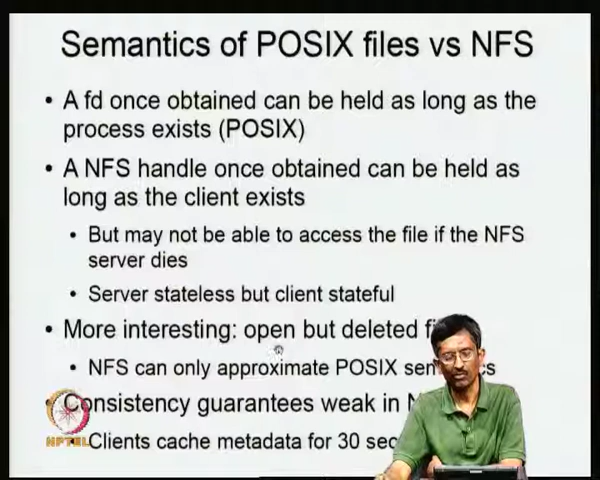 Semantics of POSIX files vs NFS
• A fd once obtained can be held as long as the
process exists (POSIX)
• A NFS handle once obtained can be held as
long as the client exists
• But may not be able to access the file if the NFS
server dies
• Server stateless but client stateful
• More interesting: open but deleted
• NFS can only approximate POSIX
Consistency guarantees weak in
Clients cache metadata for 30
NPTEL